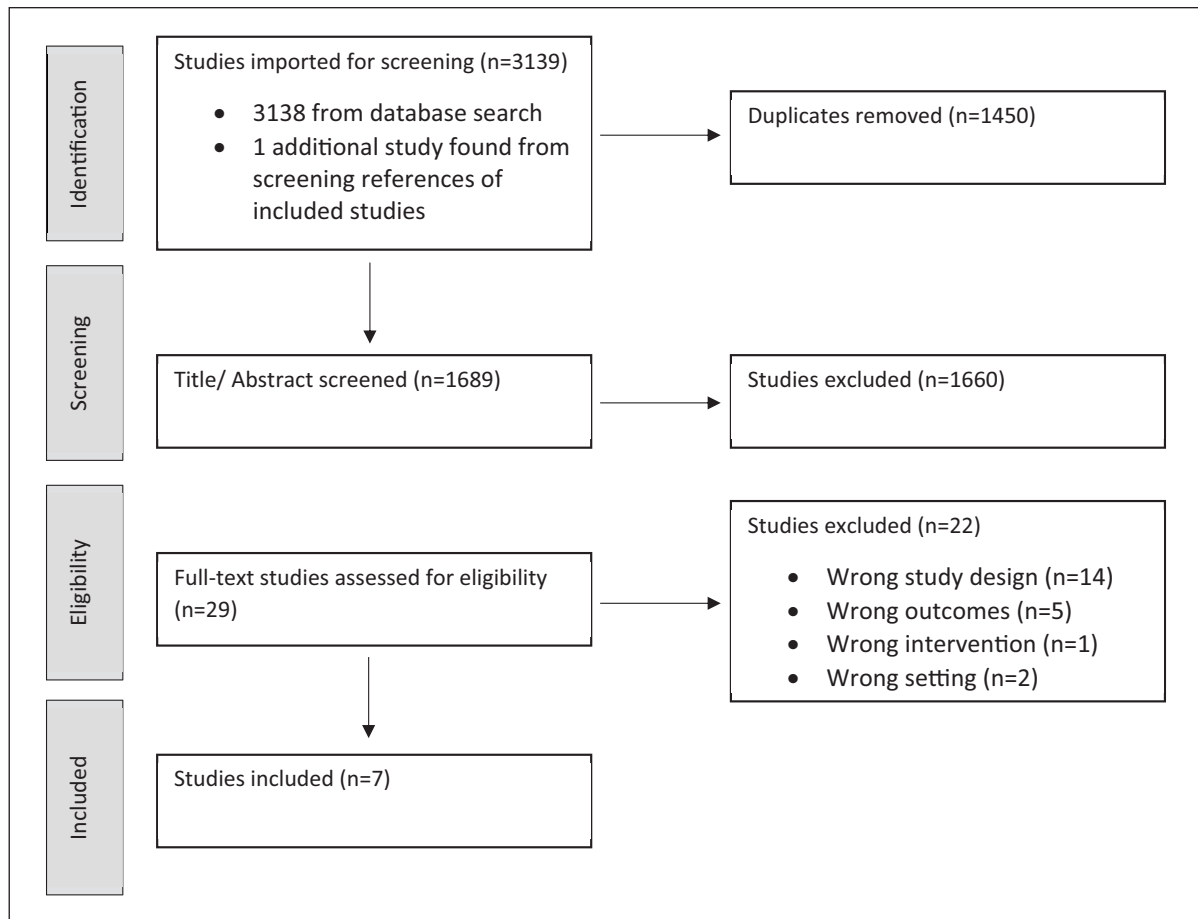 Identification
Studies imported for screening (n=3139)
• 3138 from database search
• 1 additional study found from
screening references of
included studies
Duplicates removed (n=1450)
Screening
Title/ Abstract screened (n=1689)
Studies excluded (n=1660)
Eligibility
Full-text studies assessed for eligibility
(n=29)
Studies excluded (n=22)
• Wrong study design (n=14)
• Wrong outcomes (n=5)
• Wrong intervention (n=1)
• Wrong setting (n=2)
Included
Studies included (n=7)